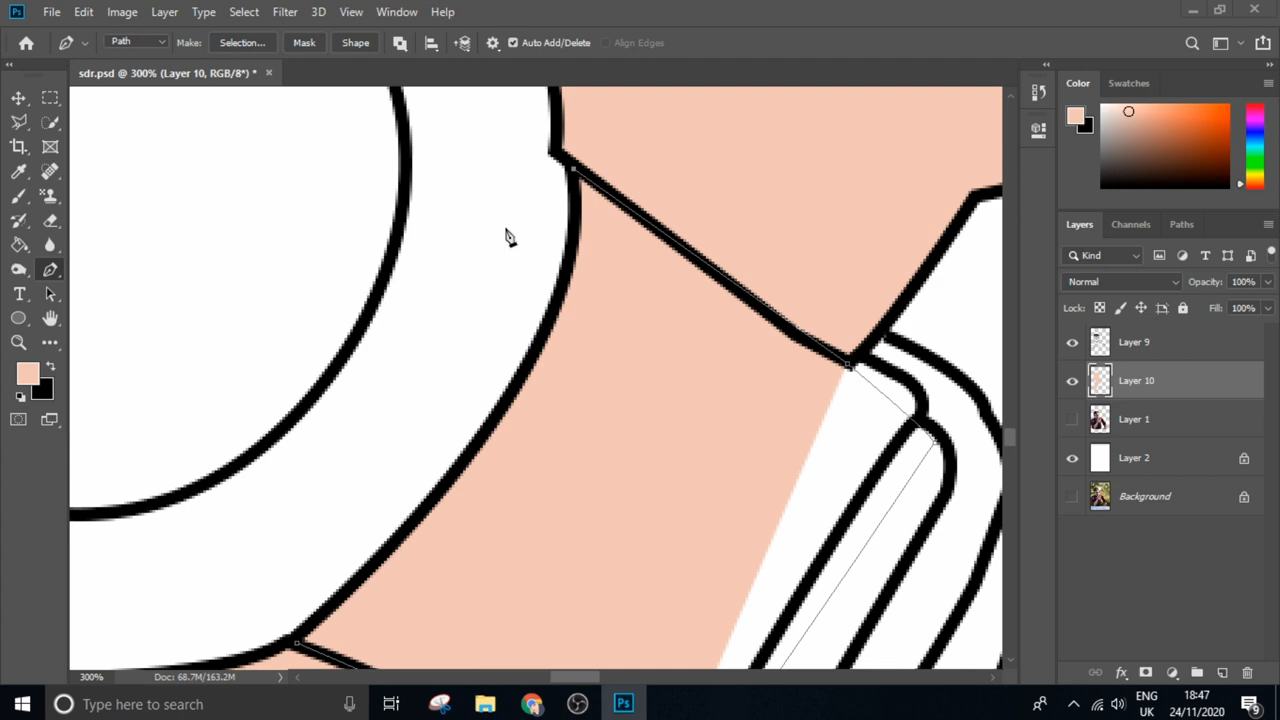 Ps File Edit Image Layer Type Select Filter 3D View Window Help
Path Make: Selection... Mask Shape Auto Add/Delete Align Edges
sdr.psd @ 300% (Layer 10, RGB/8*) * ×
Color Swatches
Layers Channels Paths
Kind
Normal Opacity: 100%
Lock: Fill: 100%
Layer 9
Layer 10
Layer 1
Layer 2
Background
300% Doc: 68.7M/163.2M
Type here to search
Ps
ENG
UK
18:47
24/11/2020
9